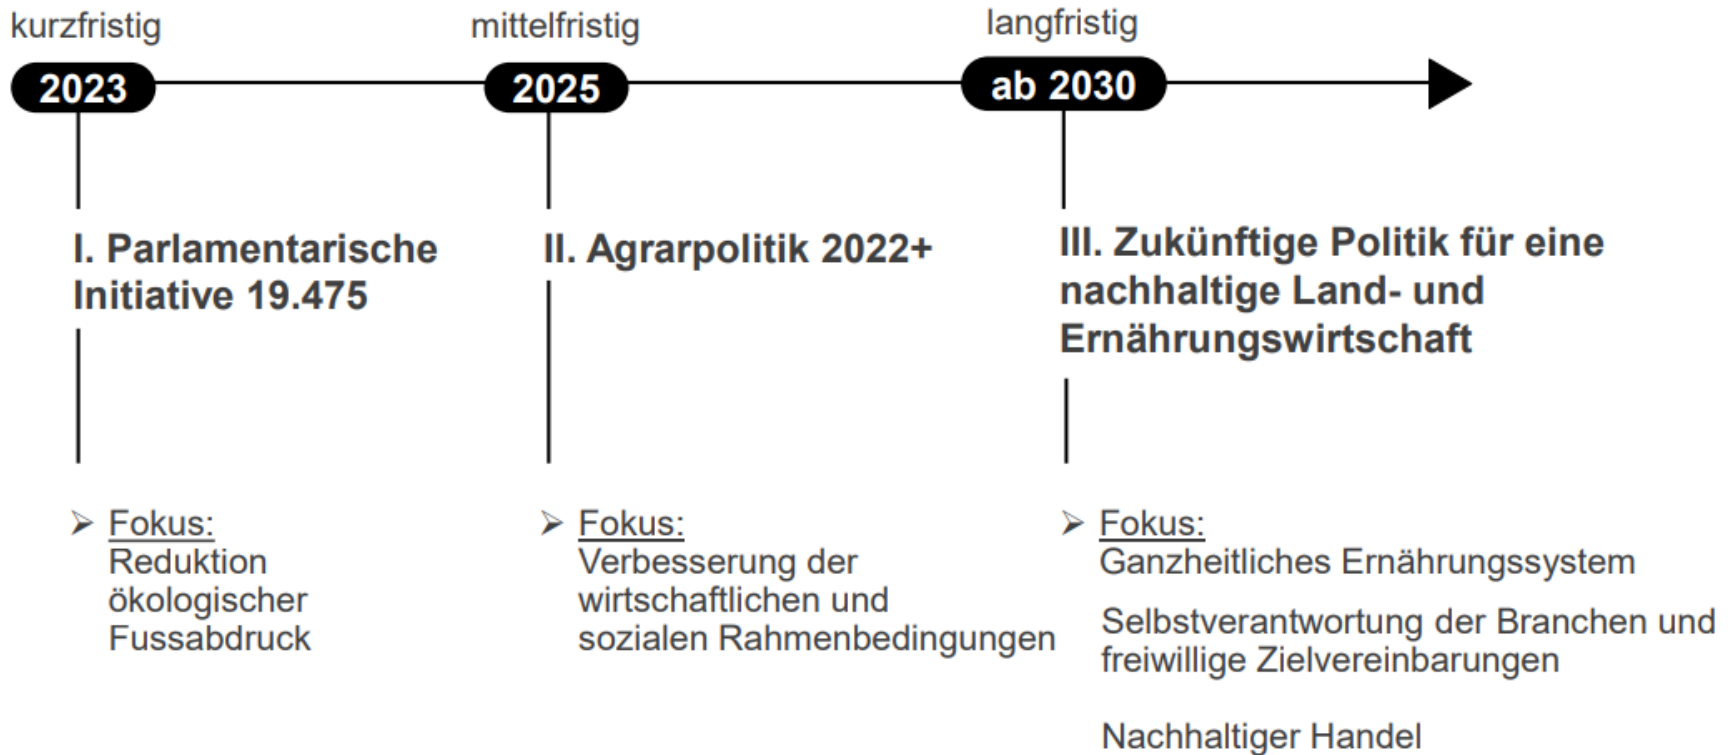 kurzfristig
mittelfristig
langfristig
2023
2025
ab 2030
I. Parlamentarische
Initiative 19.475
II. Agrarpolitik 2022+
III. Zukünftige Politik für eine
nachhaltige Land- und
Ernährungswirtschaft
➢ Fokus:
Reduktion
ökologischer
Fussabdruck
➢ Fokus:
Verbesserung der
wirtschaftlichen und
sozialen Rahmenbedingungen
➢ Fokus:
Ganzheitliches Ernährungssystem
Selbstverantwortung der Branchen und
freiwillige Zielvereinbarungen
Nachhaltiger Handel